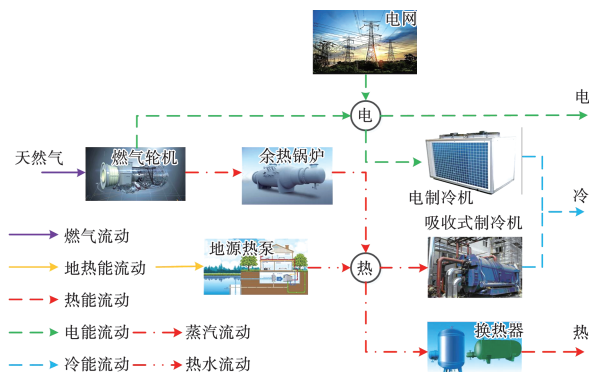 电网
电
电
天然气
燃气轮机
余热锅炉
电制冷机
冷
吸收式制冷机
燃气流动
地源热泵
地热能流动
热
热能流动
换热器
热
电能流动
蒸汽流动
冷能流动
热水流动